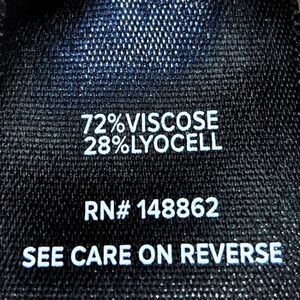 72%VISCOSE
28%LYOCELL
RN# 148862
SEE CARE ON REVERSE